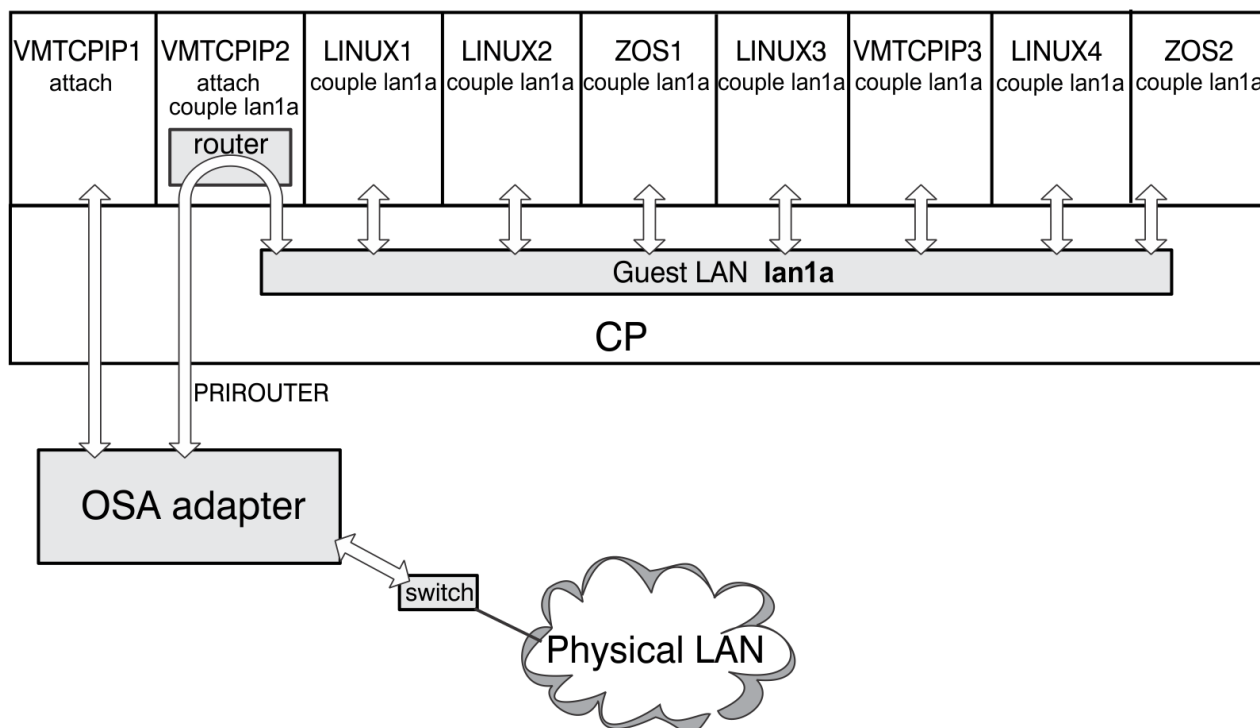 VMTCPIP1
attach
VMTCPIP2
attach
couple lan1a
router
LINUX1
couple lan1a
LINUX2
couple lan1a
ZOS1
couple lan1a
LINUX3
couple lan1a
VMTCPIP3
couple lan1a
LINUX4
couple lan1a
ZOS2
couple lan1a
Guest LAN lan1a
CP
PRIROUTER
OSA adapter
switch
Physical LAN